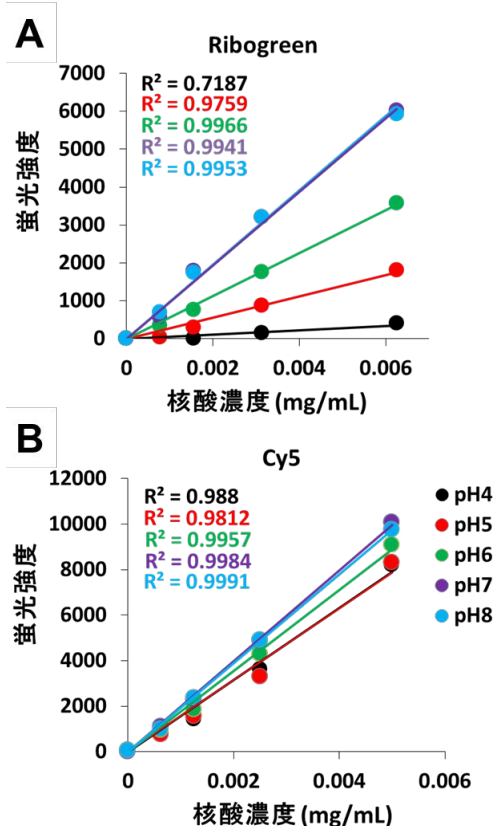 A
Ribogreen
7000
6000
5000
4000
3000
2000
1000
0
蛍光強度
R² = 0.7187
R² = 0.9759
R² = 0.9966
R² = 0.9941
R² = 0.9953
0 0.002 0.004 0.006
核酸濃度 (mg/mL)
B
Cy5
12000
10000
8000
6000
4000
2000
0
蛍光強度
R² = 0.988
R² = 0.9812
R² = 0.9957
R² = 0.9984
R² = 0.9991
pH4
pH5
pH6
pH7
pH8
0 0.002 0.004 0.006
核酸濃度 (mg/mL)